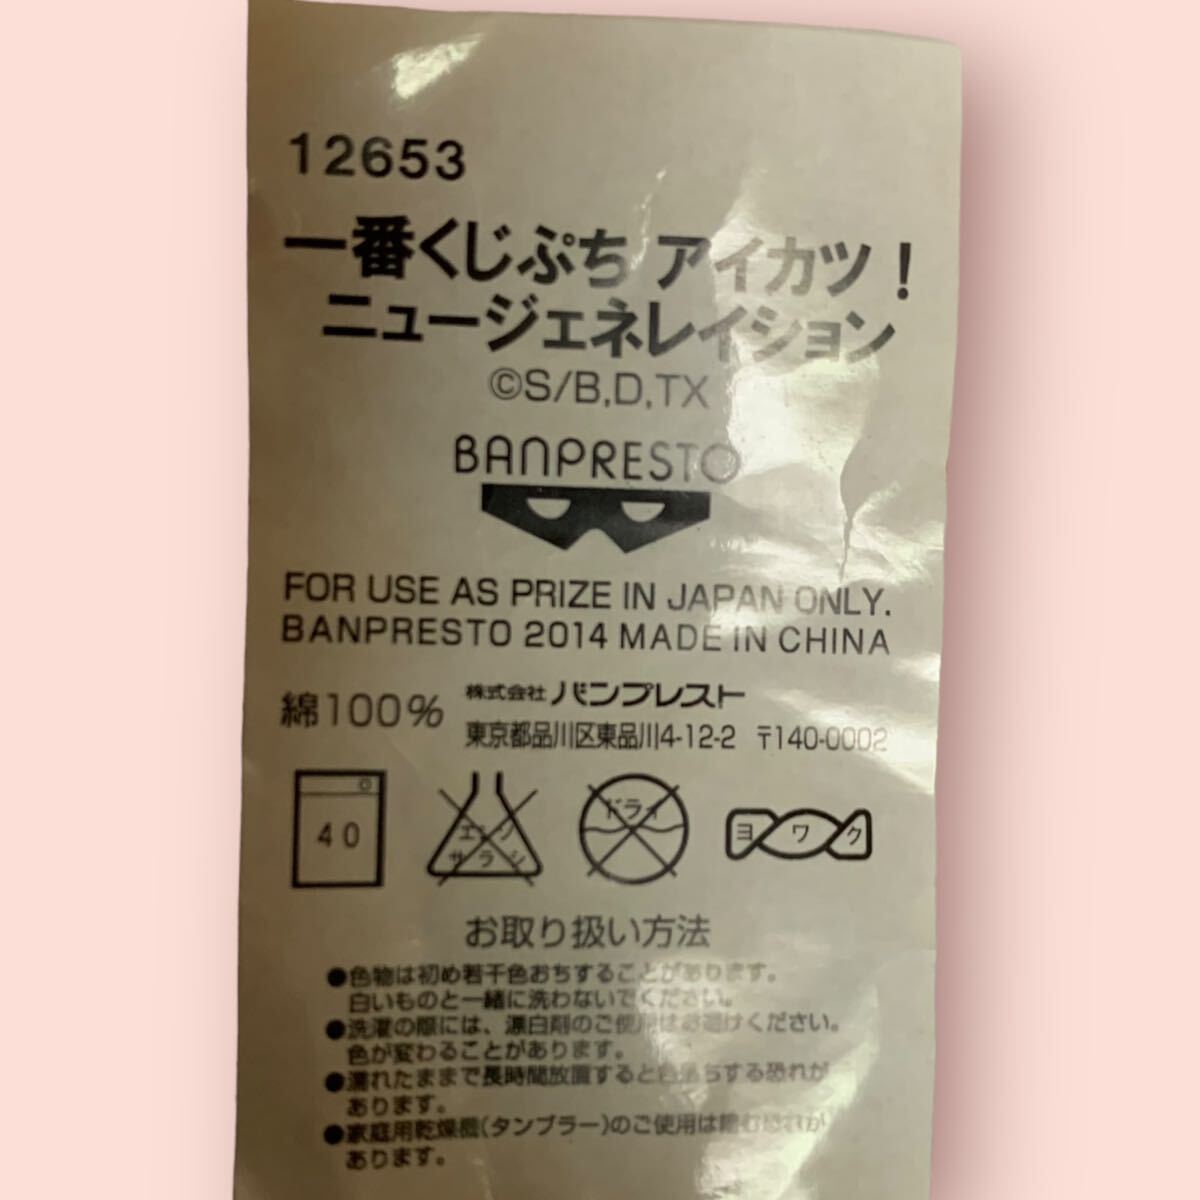 12653
一番くじぷち アイカツ！
ニュージェネレイション
©S/B,D,TX
BANPRESTO
FOR USE AS PRIZE IN JAPAN ONLY.
BANPRESTO 2014 MADE IN CHINA
綿100% 株式会社 バンプレスト
東京都品川区東品川4-12-2 〒140-0002
40
エンソ
サラシ
ドライ
ヨワク
お取り扱い方法
●色物は初め若干色おちすることがあります。
白いものと一緒に洗わないでください。
●洗濯の際には、漂白剤のご使用はお避けください。
色が変わることがあります。
●濡れたままで長時間放置すると色落ちする恐れが
あります。
●家庭用乾燥機(タンブラー)のご使用は縮む恐れが
あります。